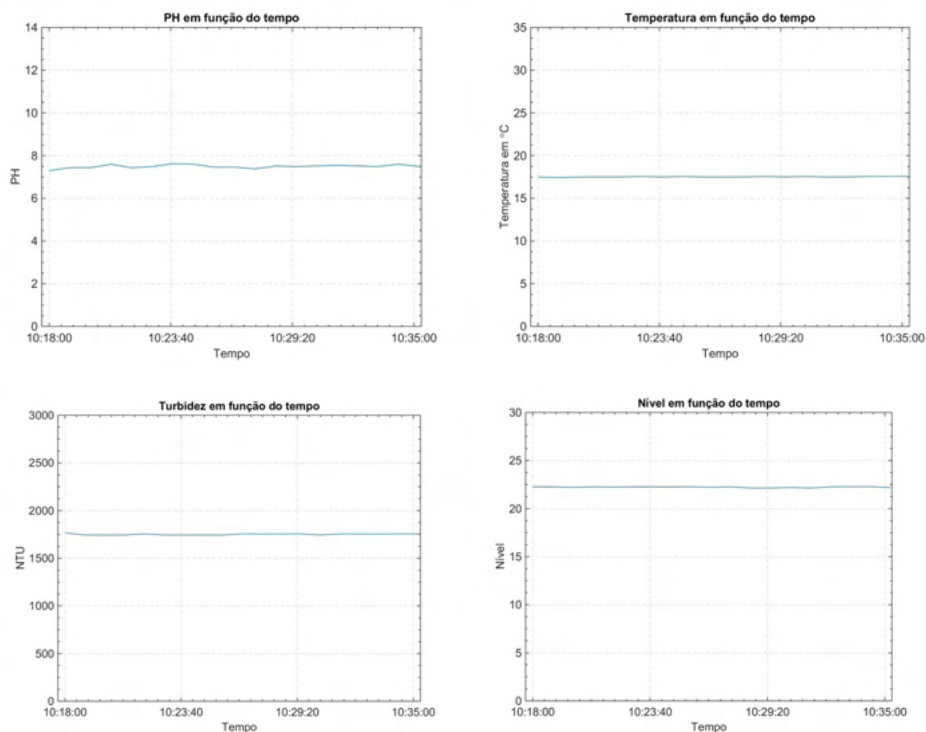 PH em função do tempo
14
12
10
8
6
4
2
0
PH
10:18:00 10:23:40 10:29:20 10:35:00
Tempo
Temperatura em função do tempo
35
30
25
20
15
10
5
0
Temperatura em °C
10:18:00 10:23:40 10:29:20 10:35:00
Tempo
Turbidez em função do tempo
3000
2500
2000
1500
1000
500
0
NTU
10:18:00 10:23:40 10:29:20 10:35:00
Tempo
Nível em função do tempo
30
25
20
15
10
5
0
Nível
10:18:00 10:23:40 10:29:20 10:35:00
Tempo